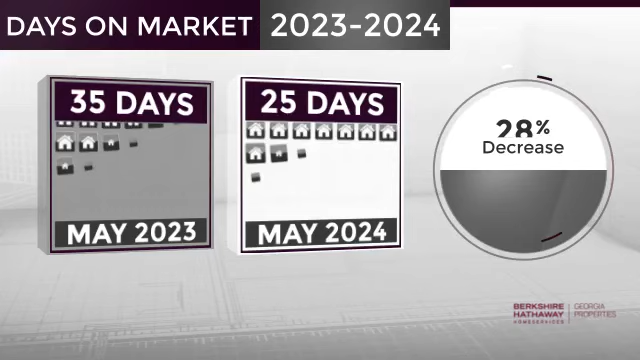 DAYS ON MARKET 2023-2024
35 DAYS
MAY 2023
25 DAYS
MAY 2024
28%
Decrease
BERKSHIRE
HATHAWAY
HOMESERVICES
GEORGIA
PROPERTIES